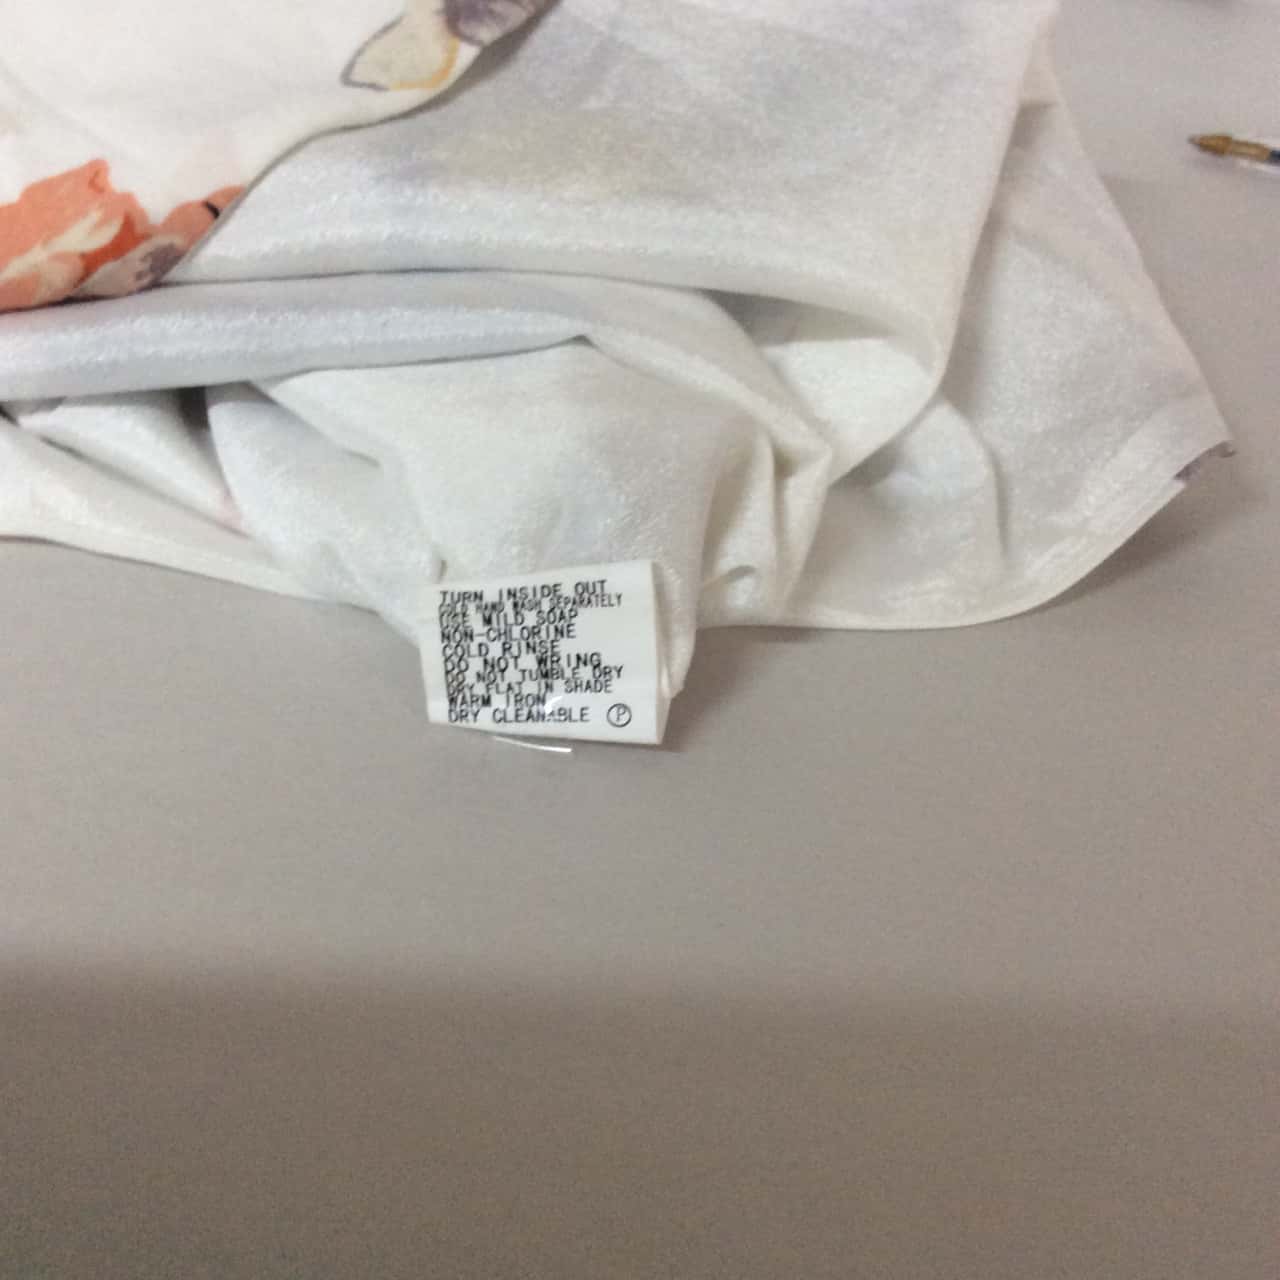 TURN INSIDE OUT
COLD HAND WASH SEPARATELY
USE MILD SOAP
NON-CHLORINE
COLD RINSE
DO NOT WRING
DO NOT TUMBLE DRY
DRY FLAT IN SHADE
WARM IRON
DRY CLEANABLE Ⓟ